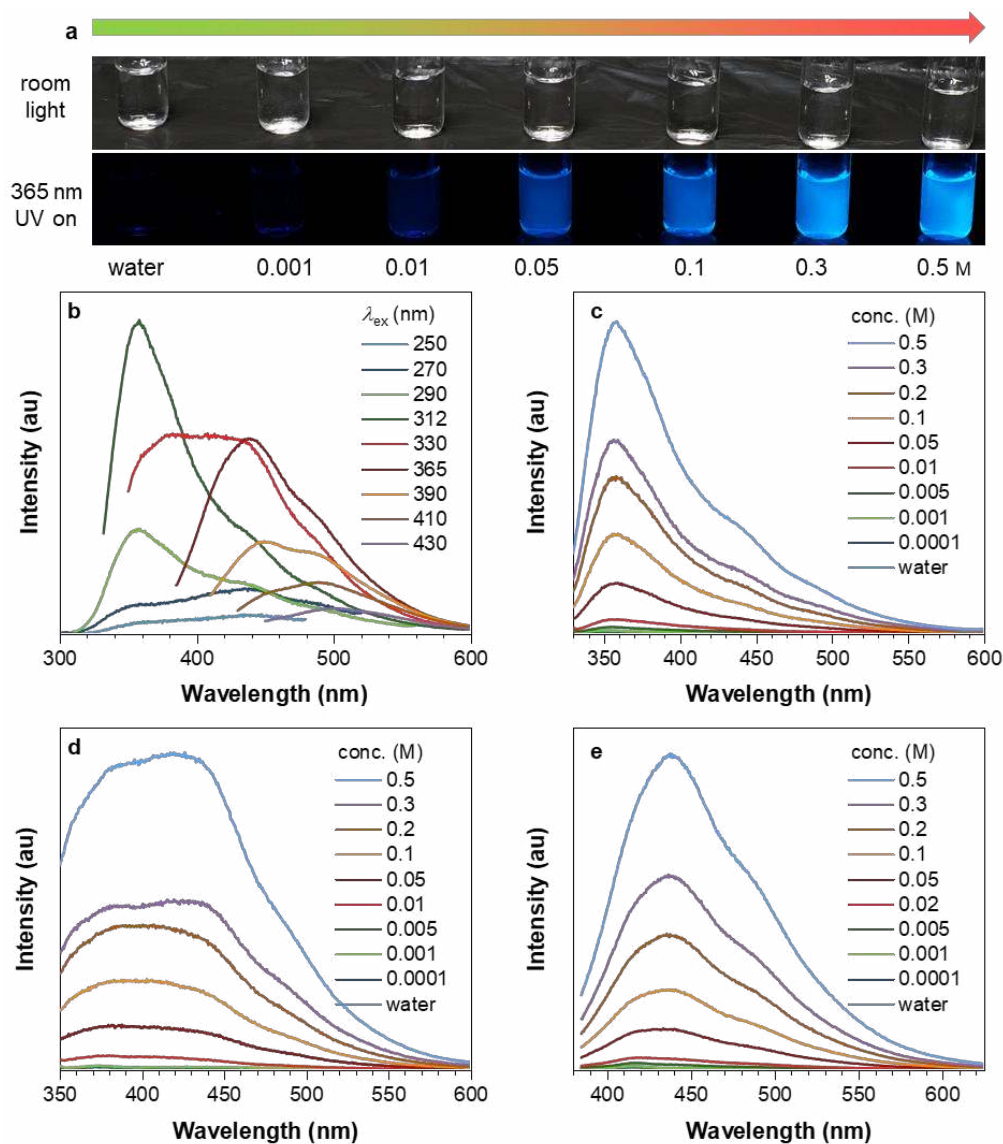 a
room
light
365 nm
UV on
water 0.001 0.01 0.05 0.1 0.3 0.5 M
b
λex (nm)
250
270
290
312
330
365
390
410
430
Intensity (au)
300 400 500 600
Wavelength (nm)
c
conc. (M)
0.5
0.3
0.2
0.1
0.05
0.01
0.005
0.001
0.0001
water
Intensity (au)
350 400 450 500 550 600
Wavelength (nm)
d
conc. (M)
0.5
0.3
0.2
0.1
0.05
0.01
0.005
0.001
0.0001
water
Intensity (au)
350 400 450 500 550 600
Wavelength (nm)
e
conc. (M)
0.5
0.3
0.2
0.1
0.05
0.02
0.005
0.001
0.0001
water
Intensity (au)
400 450 500 550 600
Wavelength (nm)